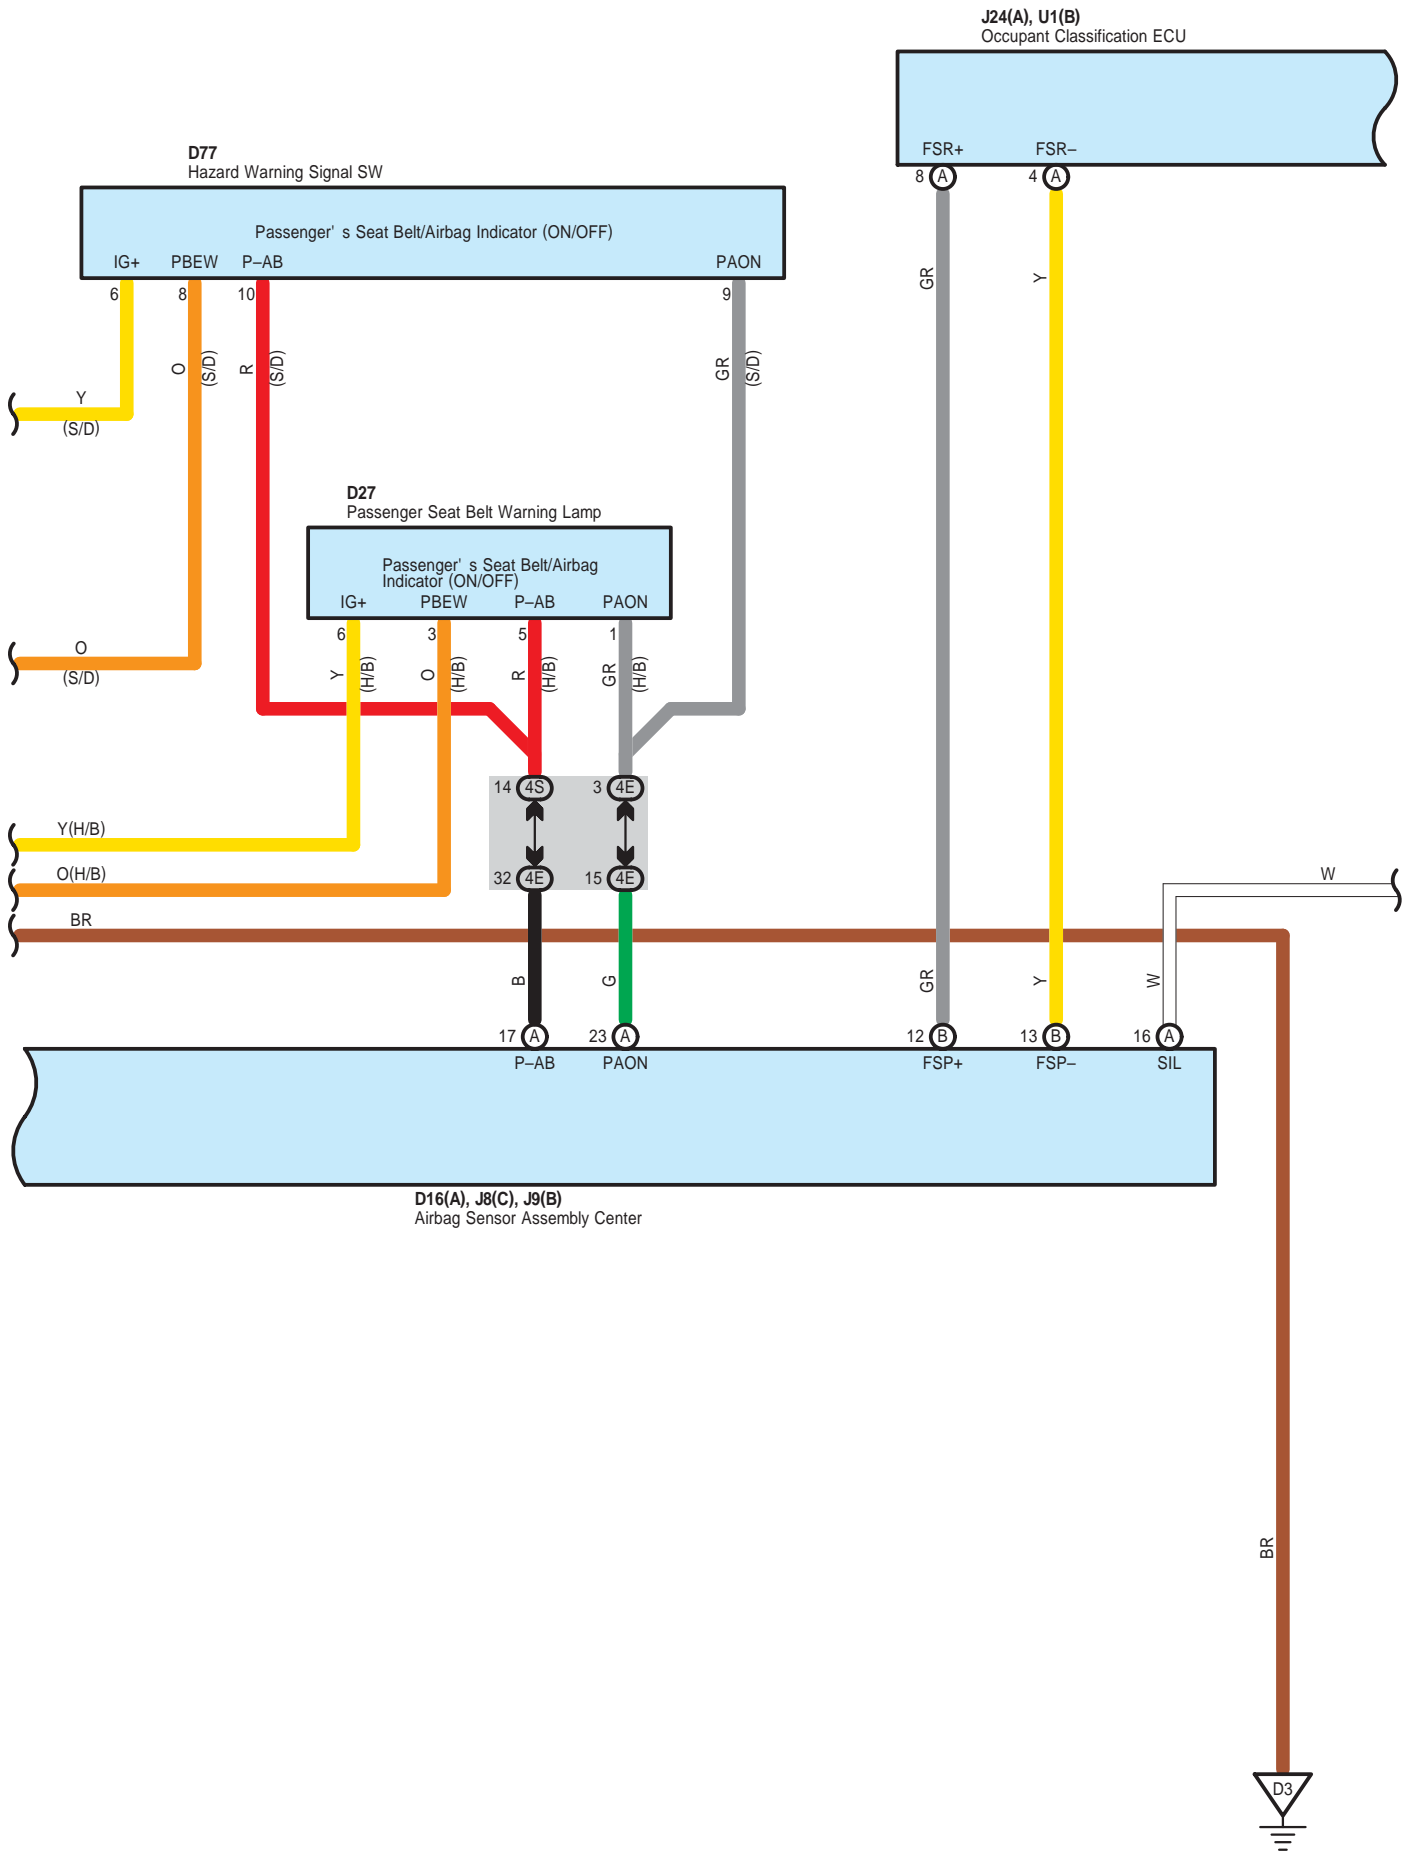 J24(A), U1(B)
Occupant Classification ECU
FSR+ FSR–
8 A 4 A
D77
Hazard Warning Signal SW
Passenger' s Seat Belt/Airbag Indicator (ON/OFF)
IG+ PBEW P–AB PAON
6 8 10 9
GR Y
O (S/D) R (S/D) GR (S/D)
Y
(S/D)
D27
Passenger Seat Belt Warning Lamp
Passenger' s Seat Belt/Airbag
Indicator (ON/OFF)
IG+ PBEW P–AB PAON
6 3 5 1
O
(S/D)
Y (H/B) O (H/B) R (H/B) GR (H/B)
14 4S 3 4E
Y(H/B)
O(H/B)
32 4E 15 4E
W
BR
B G GR Y W
17 A 23 A 12 B 13 B 16 A
P–AB PAON FSP+ FSP– SIL
D16(A), J8(C), J9(B)
Airbag Sensor Assembly Center
BR
D3